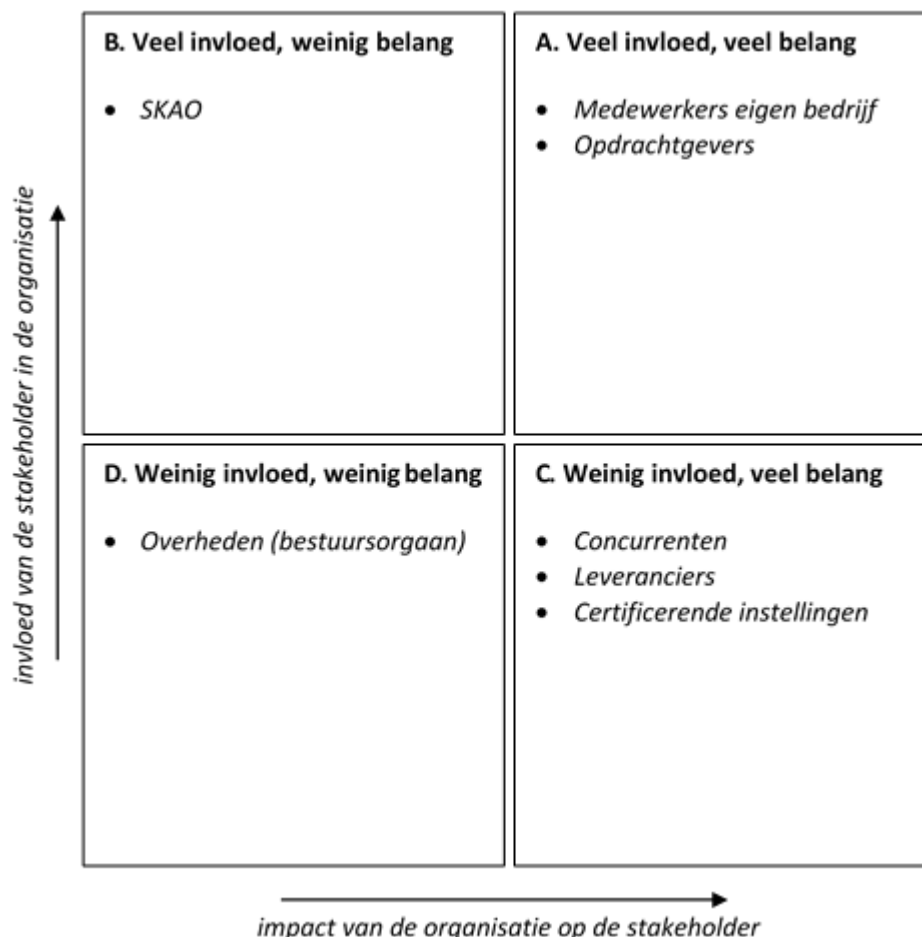 B. Veel invloed, weinig belang
• SKAO
A. Veel invloed, veel belang
• Medewerkers eigen bedrijf
• Opdrachtgevers
invloed van de stakeholder in de organisatie
D. Weinig invloed, weinig belang
• Overheden (bestuursorgaan)
C. Weinig invloed, veel belang
• Concurrenten
• Leveranciers
• Certificerende instellingen
impact van de organisatie op de stakeholder